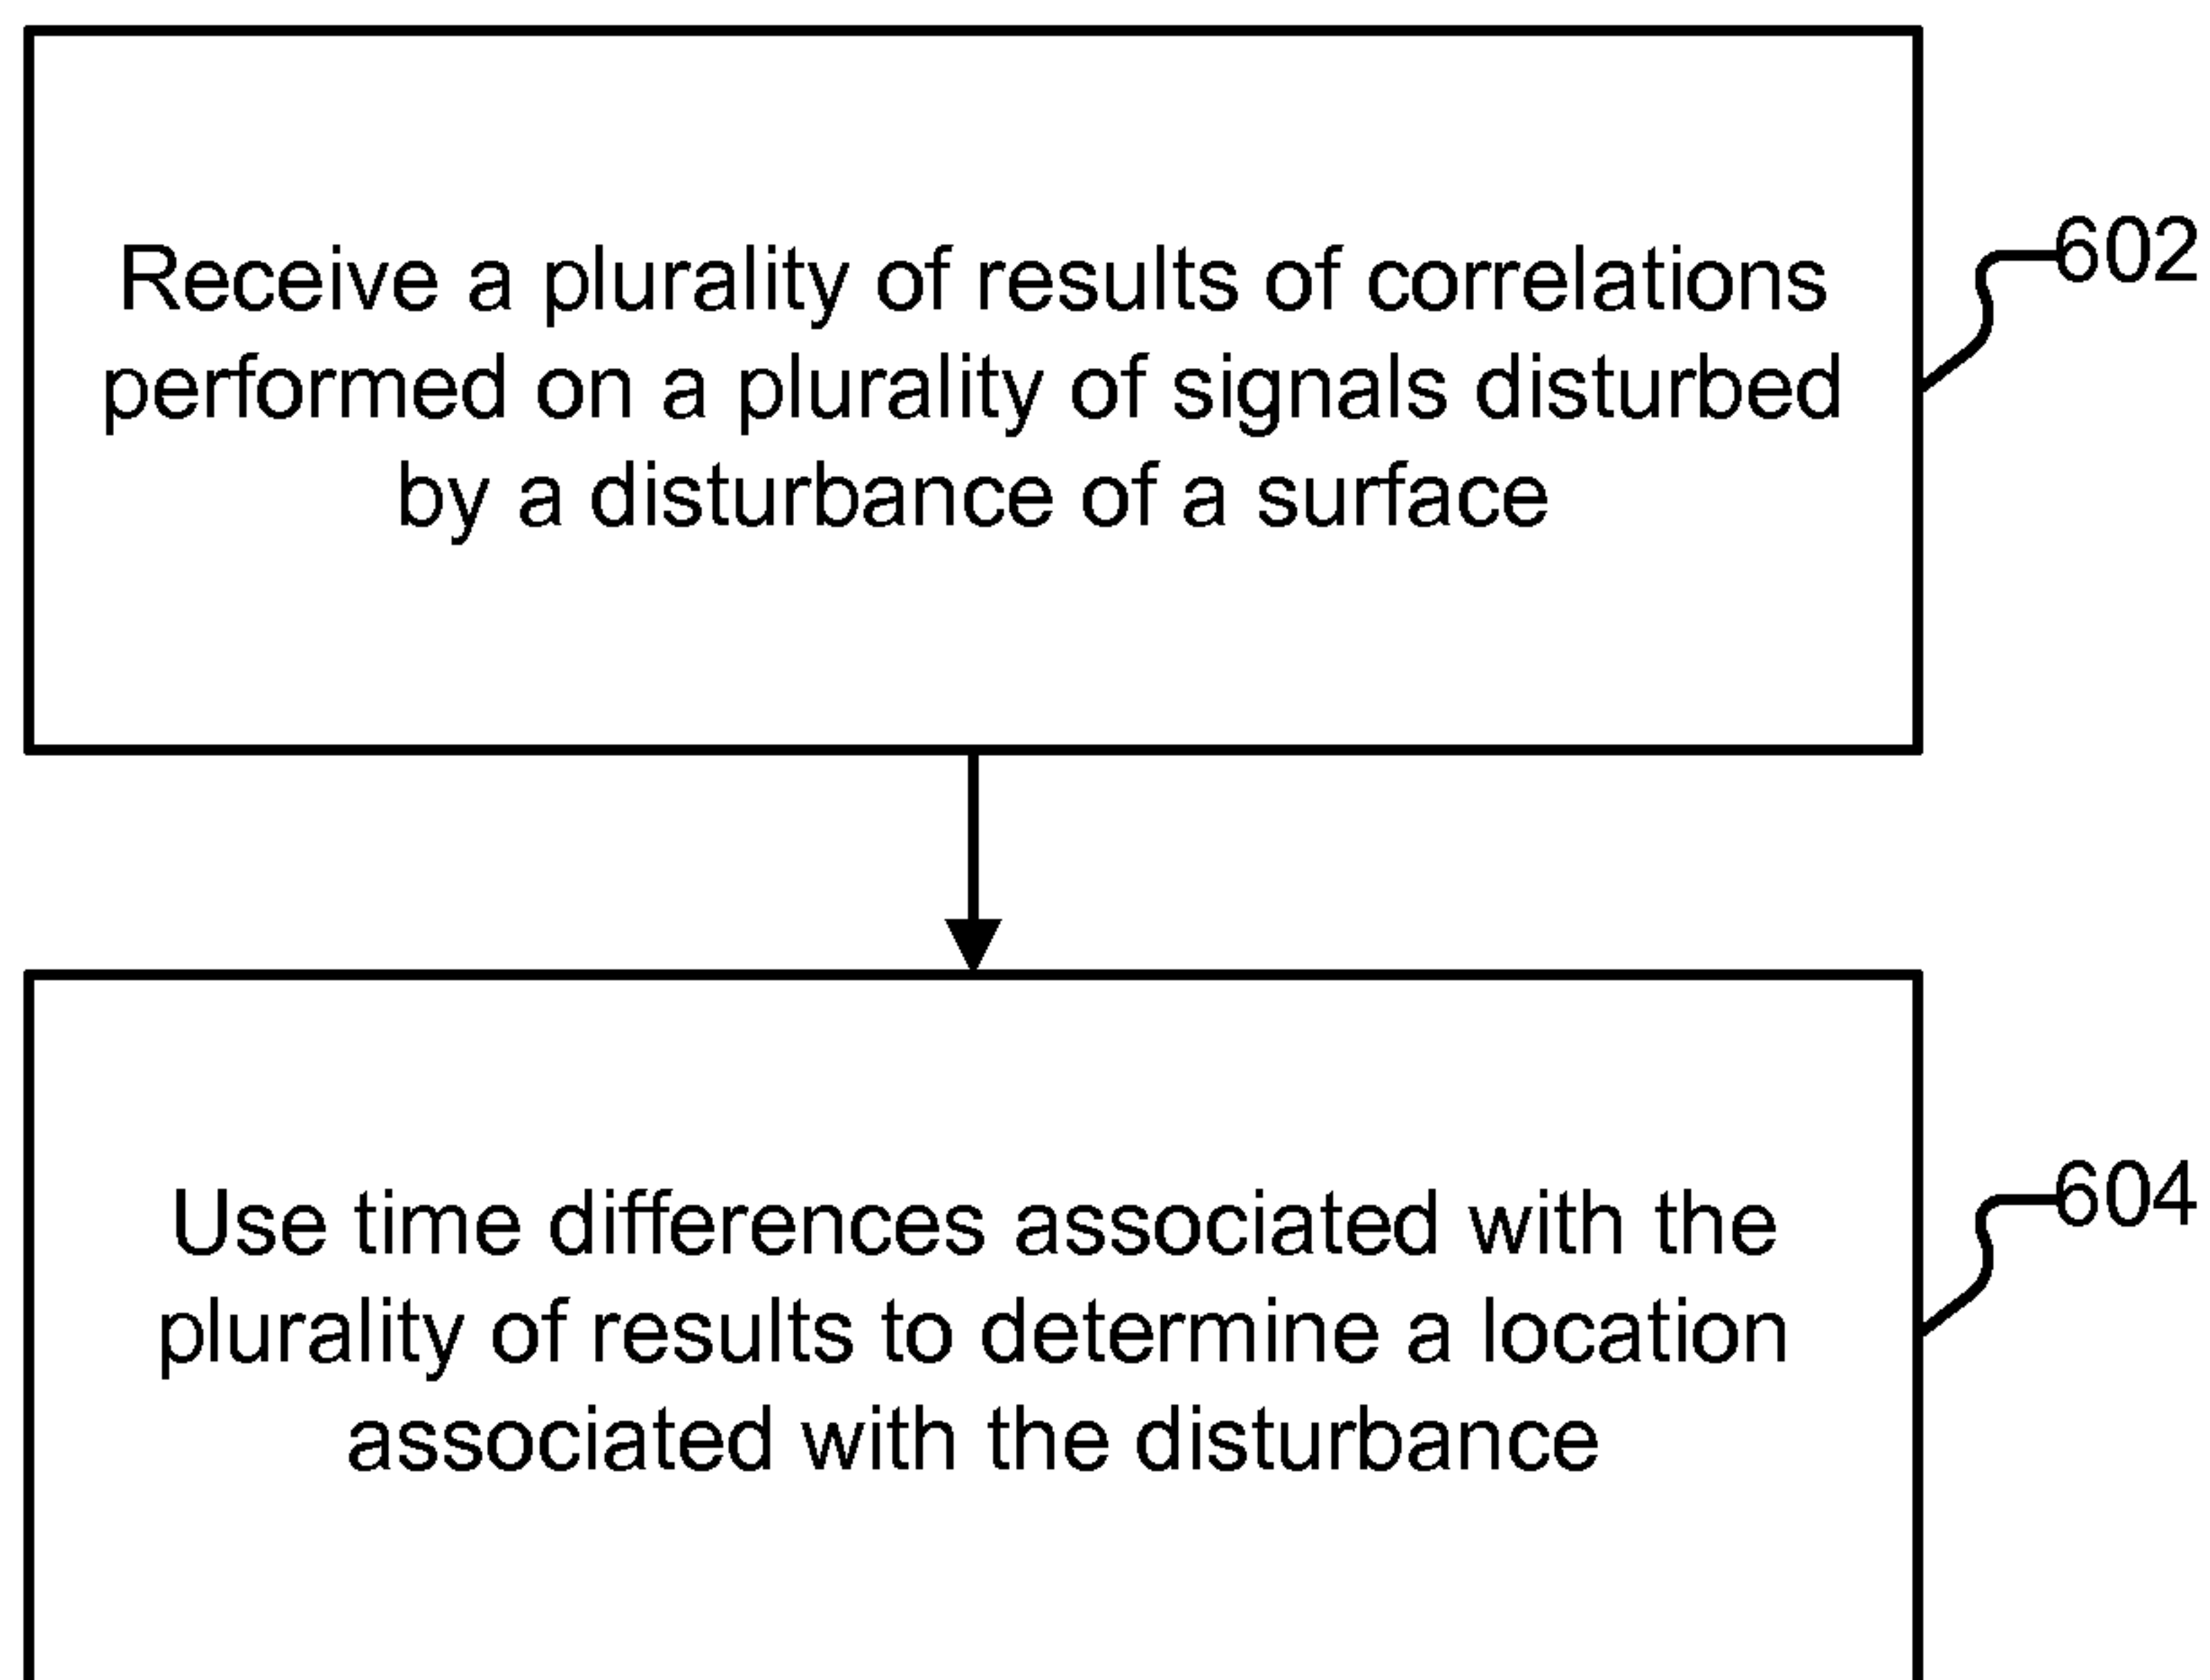 Receive a plurality of results of correlations
performed on a plurality of signals disturbed
by a disturbance of a surface
602
Use time differences associated with the
plurality of results to determine a location
associated with the disturbance
604